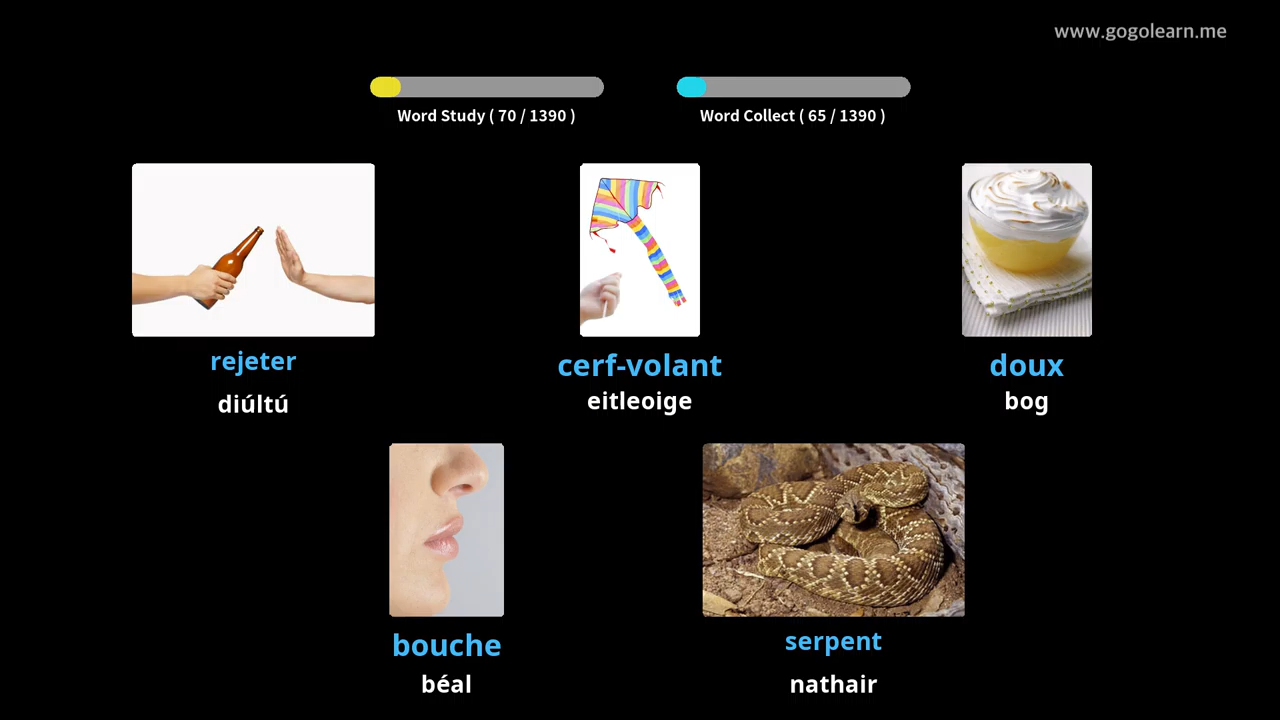 www.gogolearn.me
Word Study ( 70 / 1390 )
Word Collect ( 65 / 1390 )
rejeter
diúltú
cerf-volant
eitleoige
doux
bog
bouche
béal
serpent
nathair